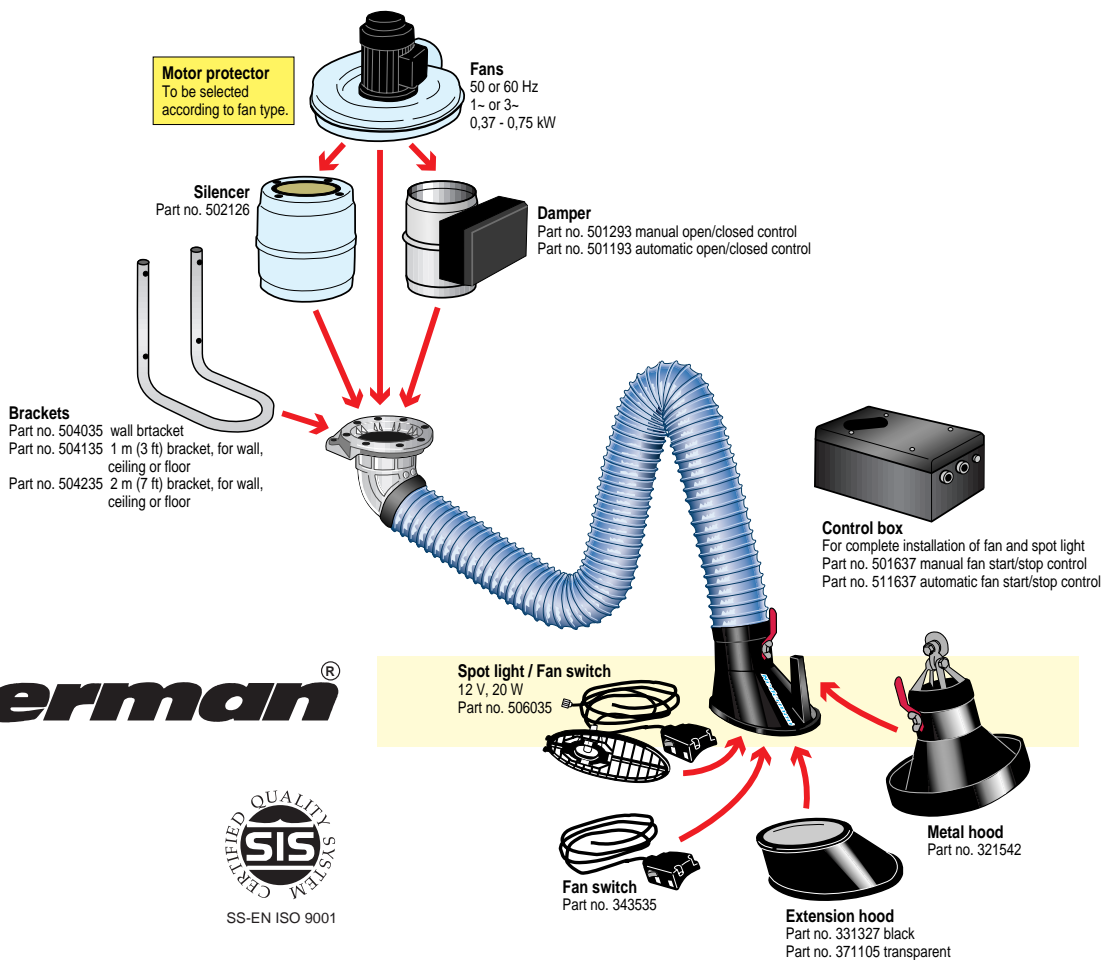 Motor protector
To be selected
according to fan type.
Fans
50 or 60 Hz
1~ or 3~
0,37 - 0,75 kW
Silencer
Part no. 502126
Damper
Part no. 501293 manual open/closed control
Part no. 501193 automatic open/closed control
Brackets
Part no. 504035 wall brtacket
Part no. 504135 1 m (3 ft) bracket, for wall,
ceiling or floor
Part no. 504235 2 m (7 ft) bracket, for wall,
ceiling or floor
Control box
For complete installation of fan and spot light
Part no. 501637 manual fan start/stop control
Part no. 511637 automatic fan start/stop control
erman®
Spot light / Fan switch
12 V, 20 W
Part no. 506035
Metal hood
Part no. 321542
Fan switch
Part no. 343535
Extension hood
Part no. 331327 black
Part no. 371105 transparent
CERTIFIED QUALITY SYSTEM
SIS
SS-EN ISO 9001